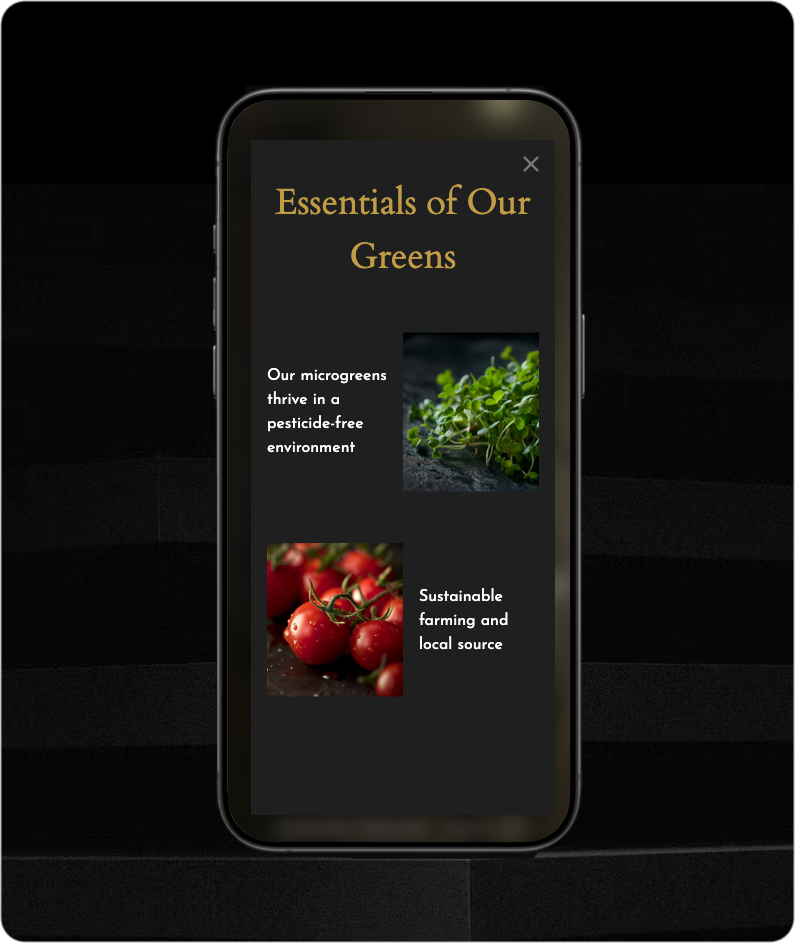 Essentials of Our
Greens
Our microgreens
thrive in a
pesticide-free
environment
Sustainable
farming and
local source